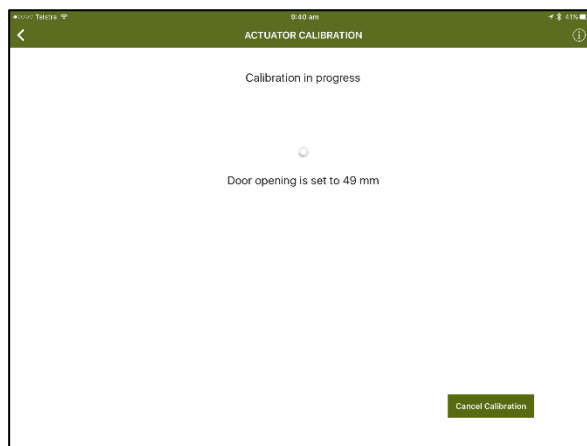 Telstra 9:40 am 41%
ACTUATOR CALIBRATION
Calibration in progress
Door opening is set to 49 mm
Cancel Calibration